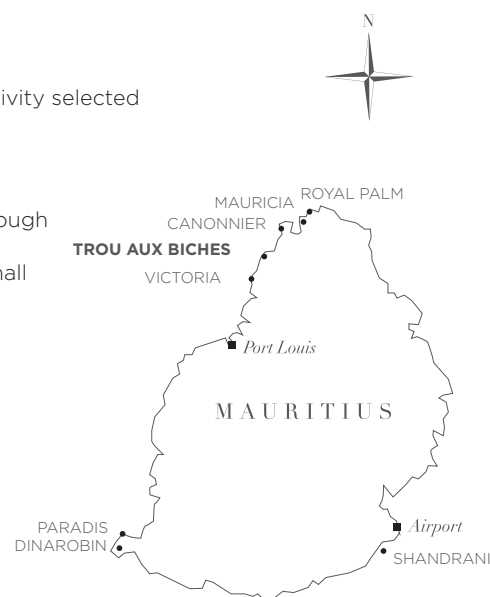 N
ivity selected
ough
nall
MAURICIA
ROYAL PALM
CANONNIER
TROU AUX BICHES
VICTORIA
Port Louis
MAURITIUS
PARADIS
DINAROBIN
Airport
SHANDRANI